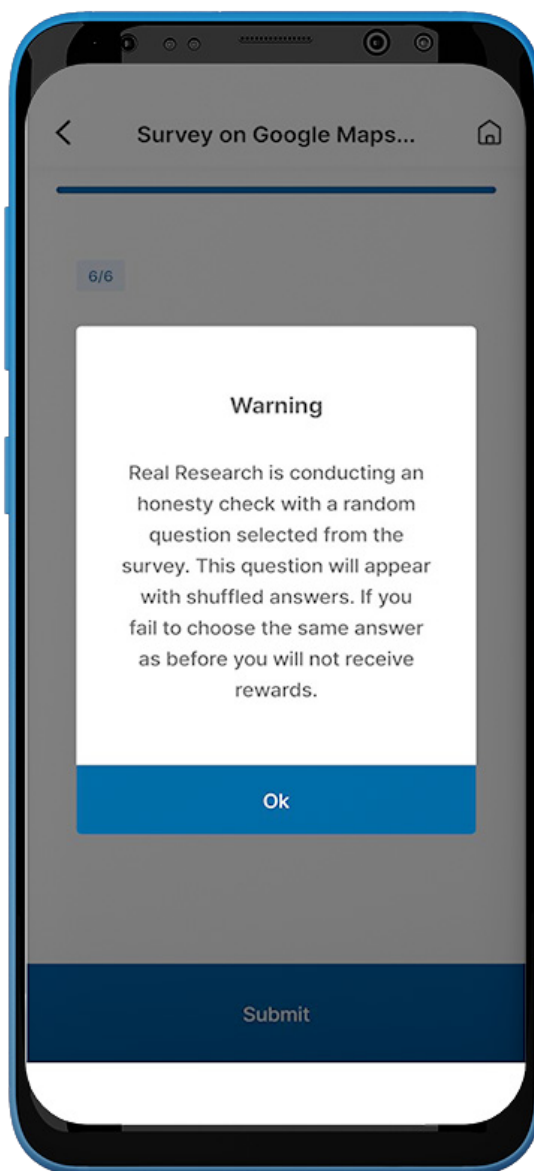 Survey on Google Maps...
6/6
Warning
Real Research is conducting an
honesty check with a random
question selected from the
survey. This question will appear
with shuffled answers. If you
fail to choose the same answer
as before you will not receive
rewards.
Ok
Submit